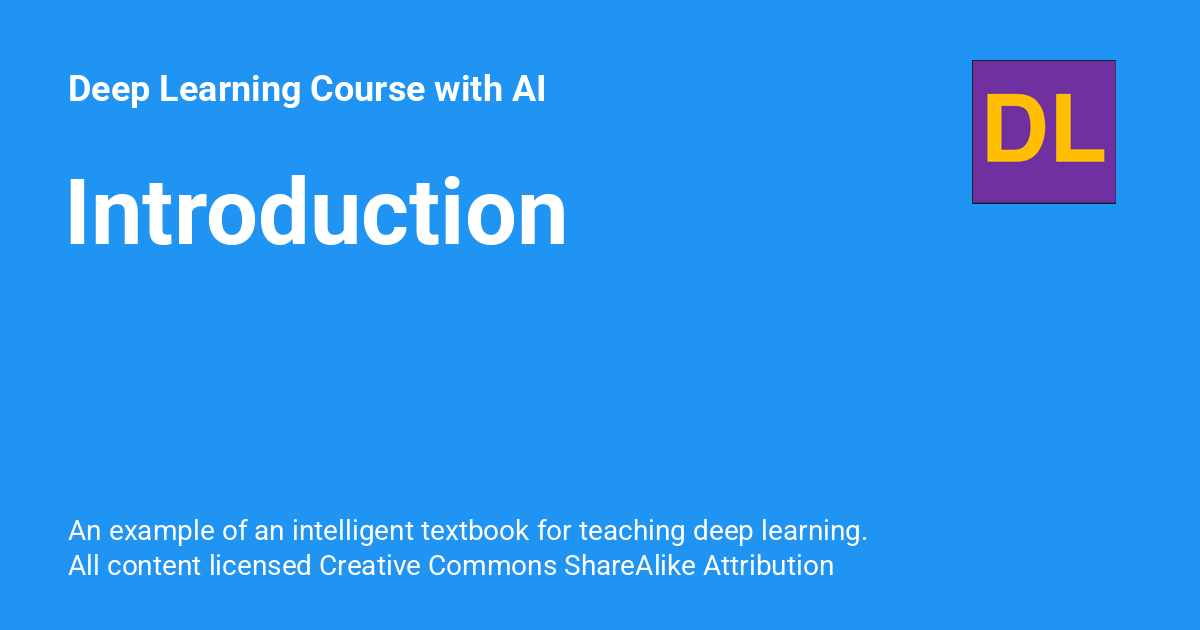 Deep Learning Course with AI
DL
Introduction
An example of an intelligent textbook for teaching deep learning.
All content licensed Creative Commons ShareAlike Attribution